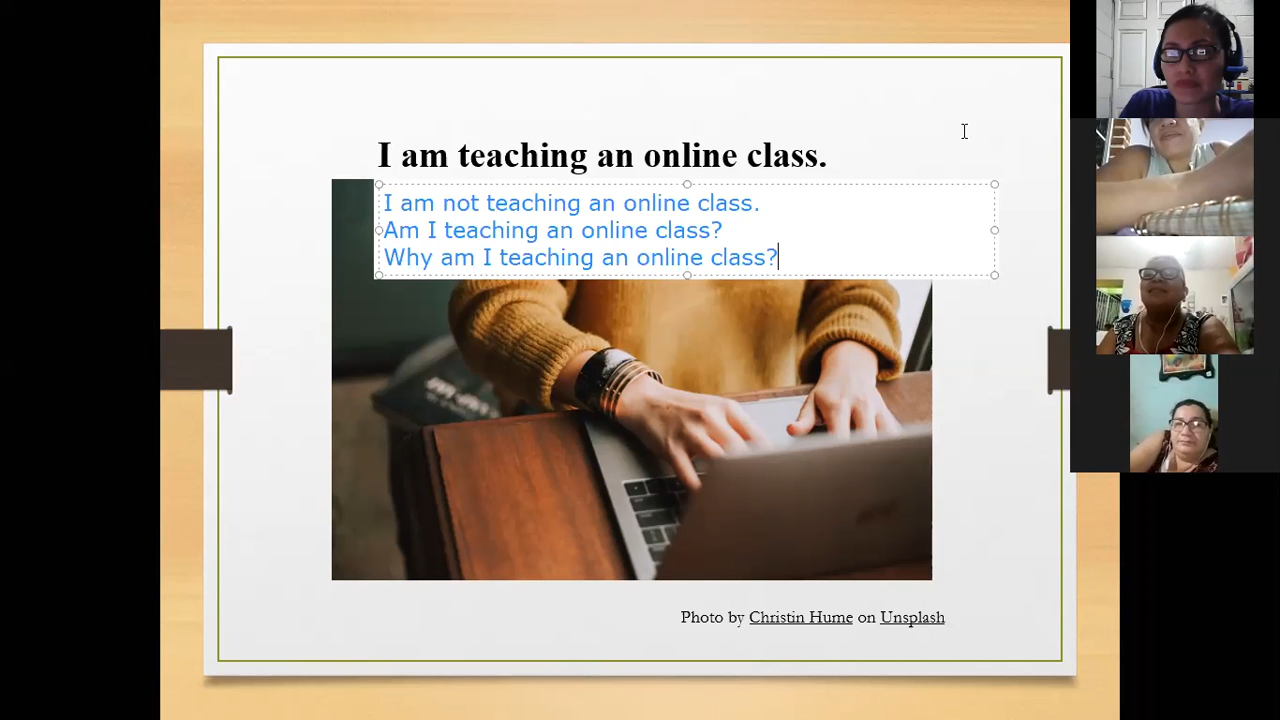 I am teaching an online class.
I am not teaching an online class.
Am I teaching an online class?
Why am I teaching an online class?
Photo by Christin Hume on Unsplash